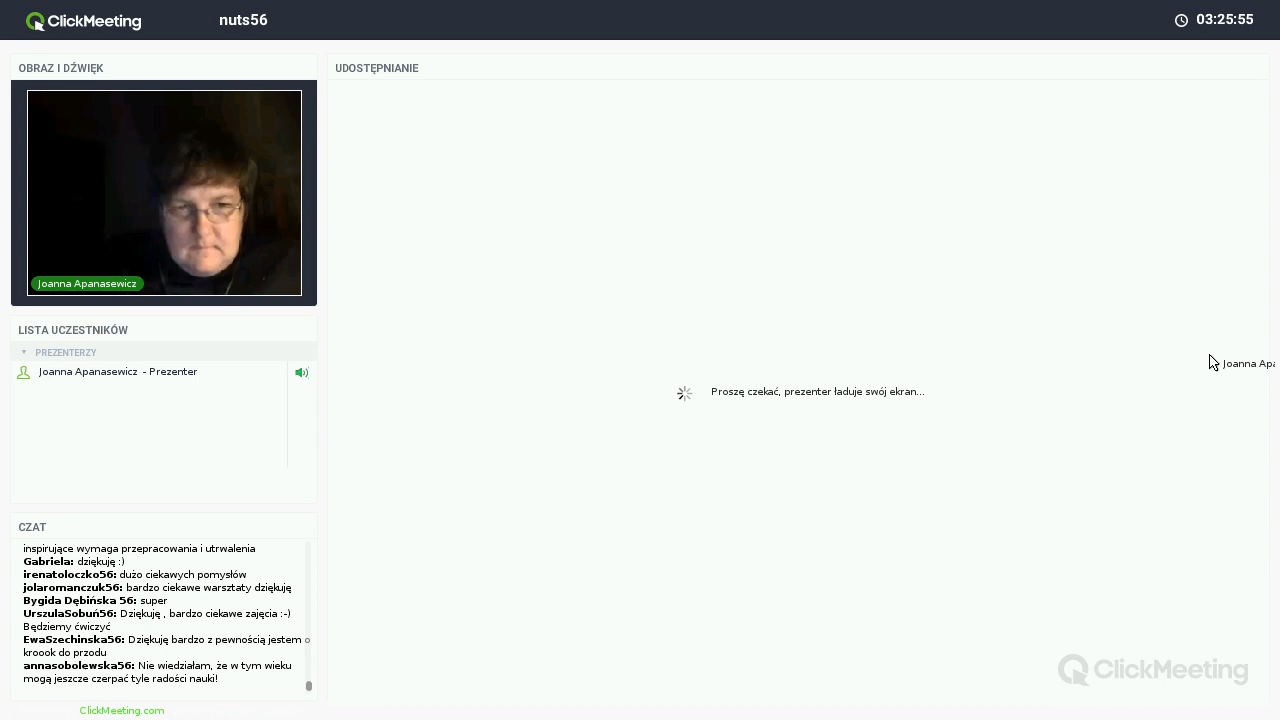 ClickMeeting
nuts56
03:25:55
OBRAZ I DŹWIĘK
Joanna Apanasewicz
LISTA UCZESTNIKÓW
PREZENTERZY
Joanna Apanasewicz - Prezenter
CZAT
inspirujące wymaga przepracowania i utrwalenia
Gabriela: dziękuję :)
irenatoloczko56: dużo ciekawych pomysłów
jolaromanczuk56: bardzo ciekawe warsztaty dziękuję
Bygida Dębińska 56: super
UrszulaSobuń56: Dziękuję , bardzo ciekawe zajęcia :-)
Będziemy ćwiczyć
EwaSzechinska56: Dziękuję bardzo z pewnością jestem o
kroook do przodu
annasobolewska56: Nie wiedziałam, że w tym wieku
mogą jeszcze czerpać tyle radości nauki!
ClickMeeting.com
UDOSTĘPNIANIE
Proszę czekać, prezenter ładuje swój ekran...
Joanna Apa
ClickMeeting